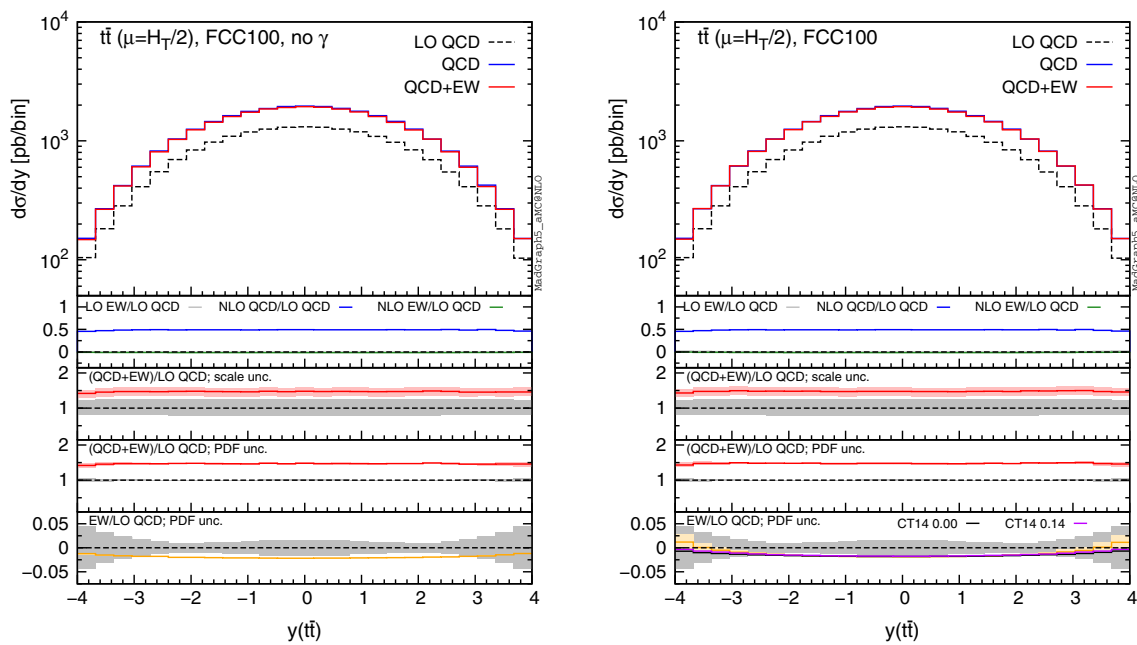 tt̄ (μ=H_T/2), FCC100, no γ
LO QCD
QCD
QCD+EW
dσ/dy [pb/bin]
10^4
10^3
10^2
MadGraph5_aMC@NLO
LO EW/LO QCD
NLO QCD/LO QCD
NLO EW/LO QCD
1
0.5
0
(QCD+EW)/LO QCD; scale unc.
2
1
(QCD+EW)/LO QCD; PDF unc.
2
1
EW/LO QCD; PDF unc.
0.05
0
−0.05
−4 −3 −2 −1 0 1 2 3 4
y(tt̄)
tt̄ (μ=H_T/2), FCC100
LO QCD
QCD
QCD+EW
dσ/dy [pb/bin]
10^4
10^3
10^2
MadGraph5_aMC@NLO
LO EW/LO QCD
NLO QCD/LO QCD
NLO EW/LO QCD
1
0.5
0
(QCD+EW)/LO QCD; scale unc.
2
1
(QCD+EW)/LO QCD; PDF unc.
2
1
EW/LO QCD; PDF unc.
CT14 0.00
CT14 0.14
0.05
0
−0.05
−4 −3 −2 −1 0 1 2 3 4
y(tt̄)